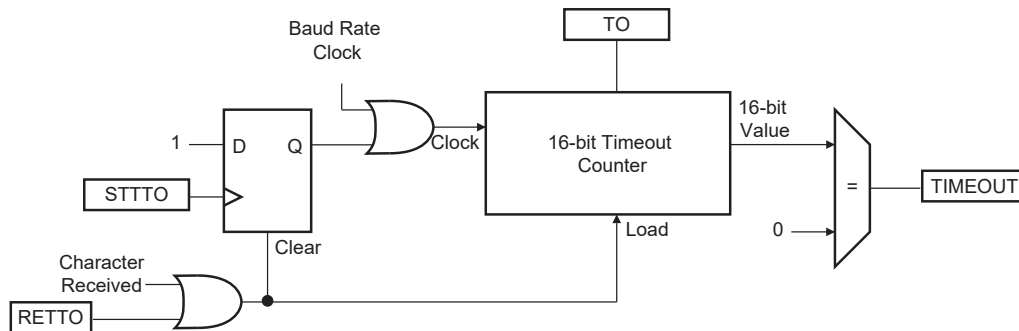 TO
Baud Rate
Clock
16-bit
Value
1
D
Q
Clock
16-bit Timeout
Counter
=
TIMEOUT
STTTO
0
Load
Clear
Character
Received
RETTO